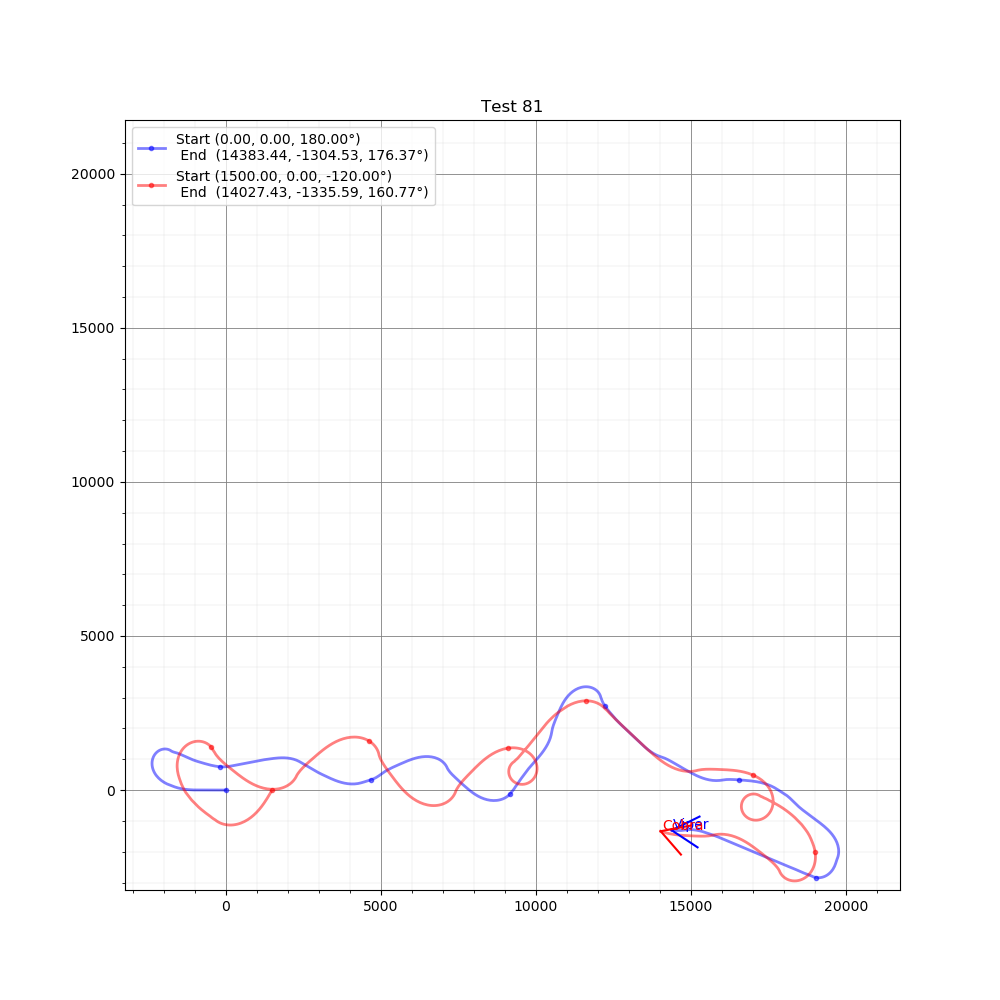 Test 81
Start (0.00, 0.00, 180.00°)
End  (14383.44, -1304.53, 176.37°)
Start (1500.00, 0.00, -120.00°)
End  (14027.43, -1335.59, 160.77°)
20000
15000
10000
5000
0
Viper
0
5000
10000
15000
20000